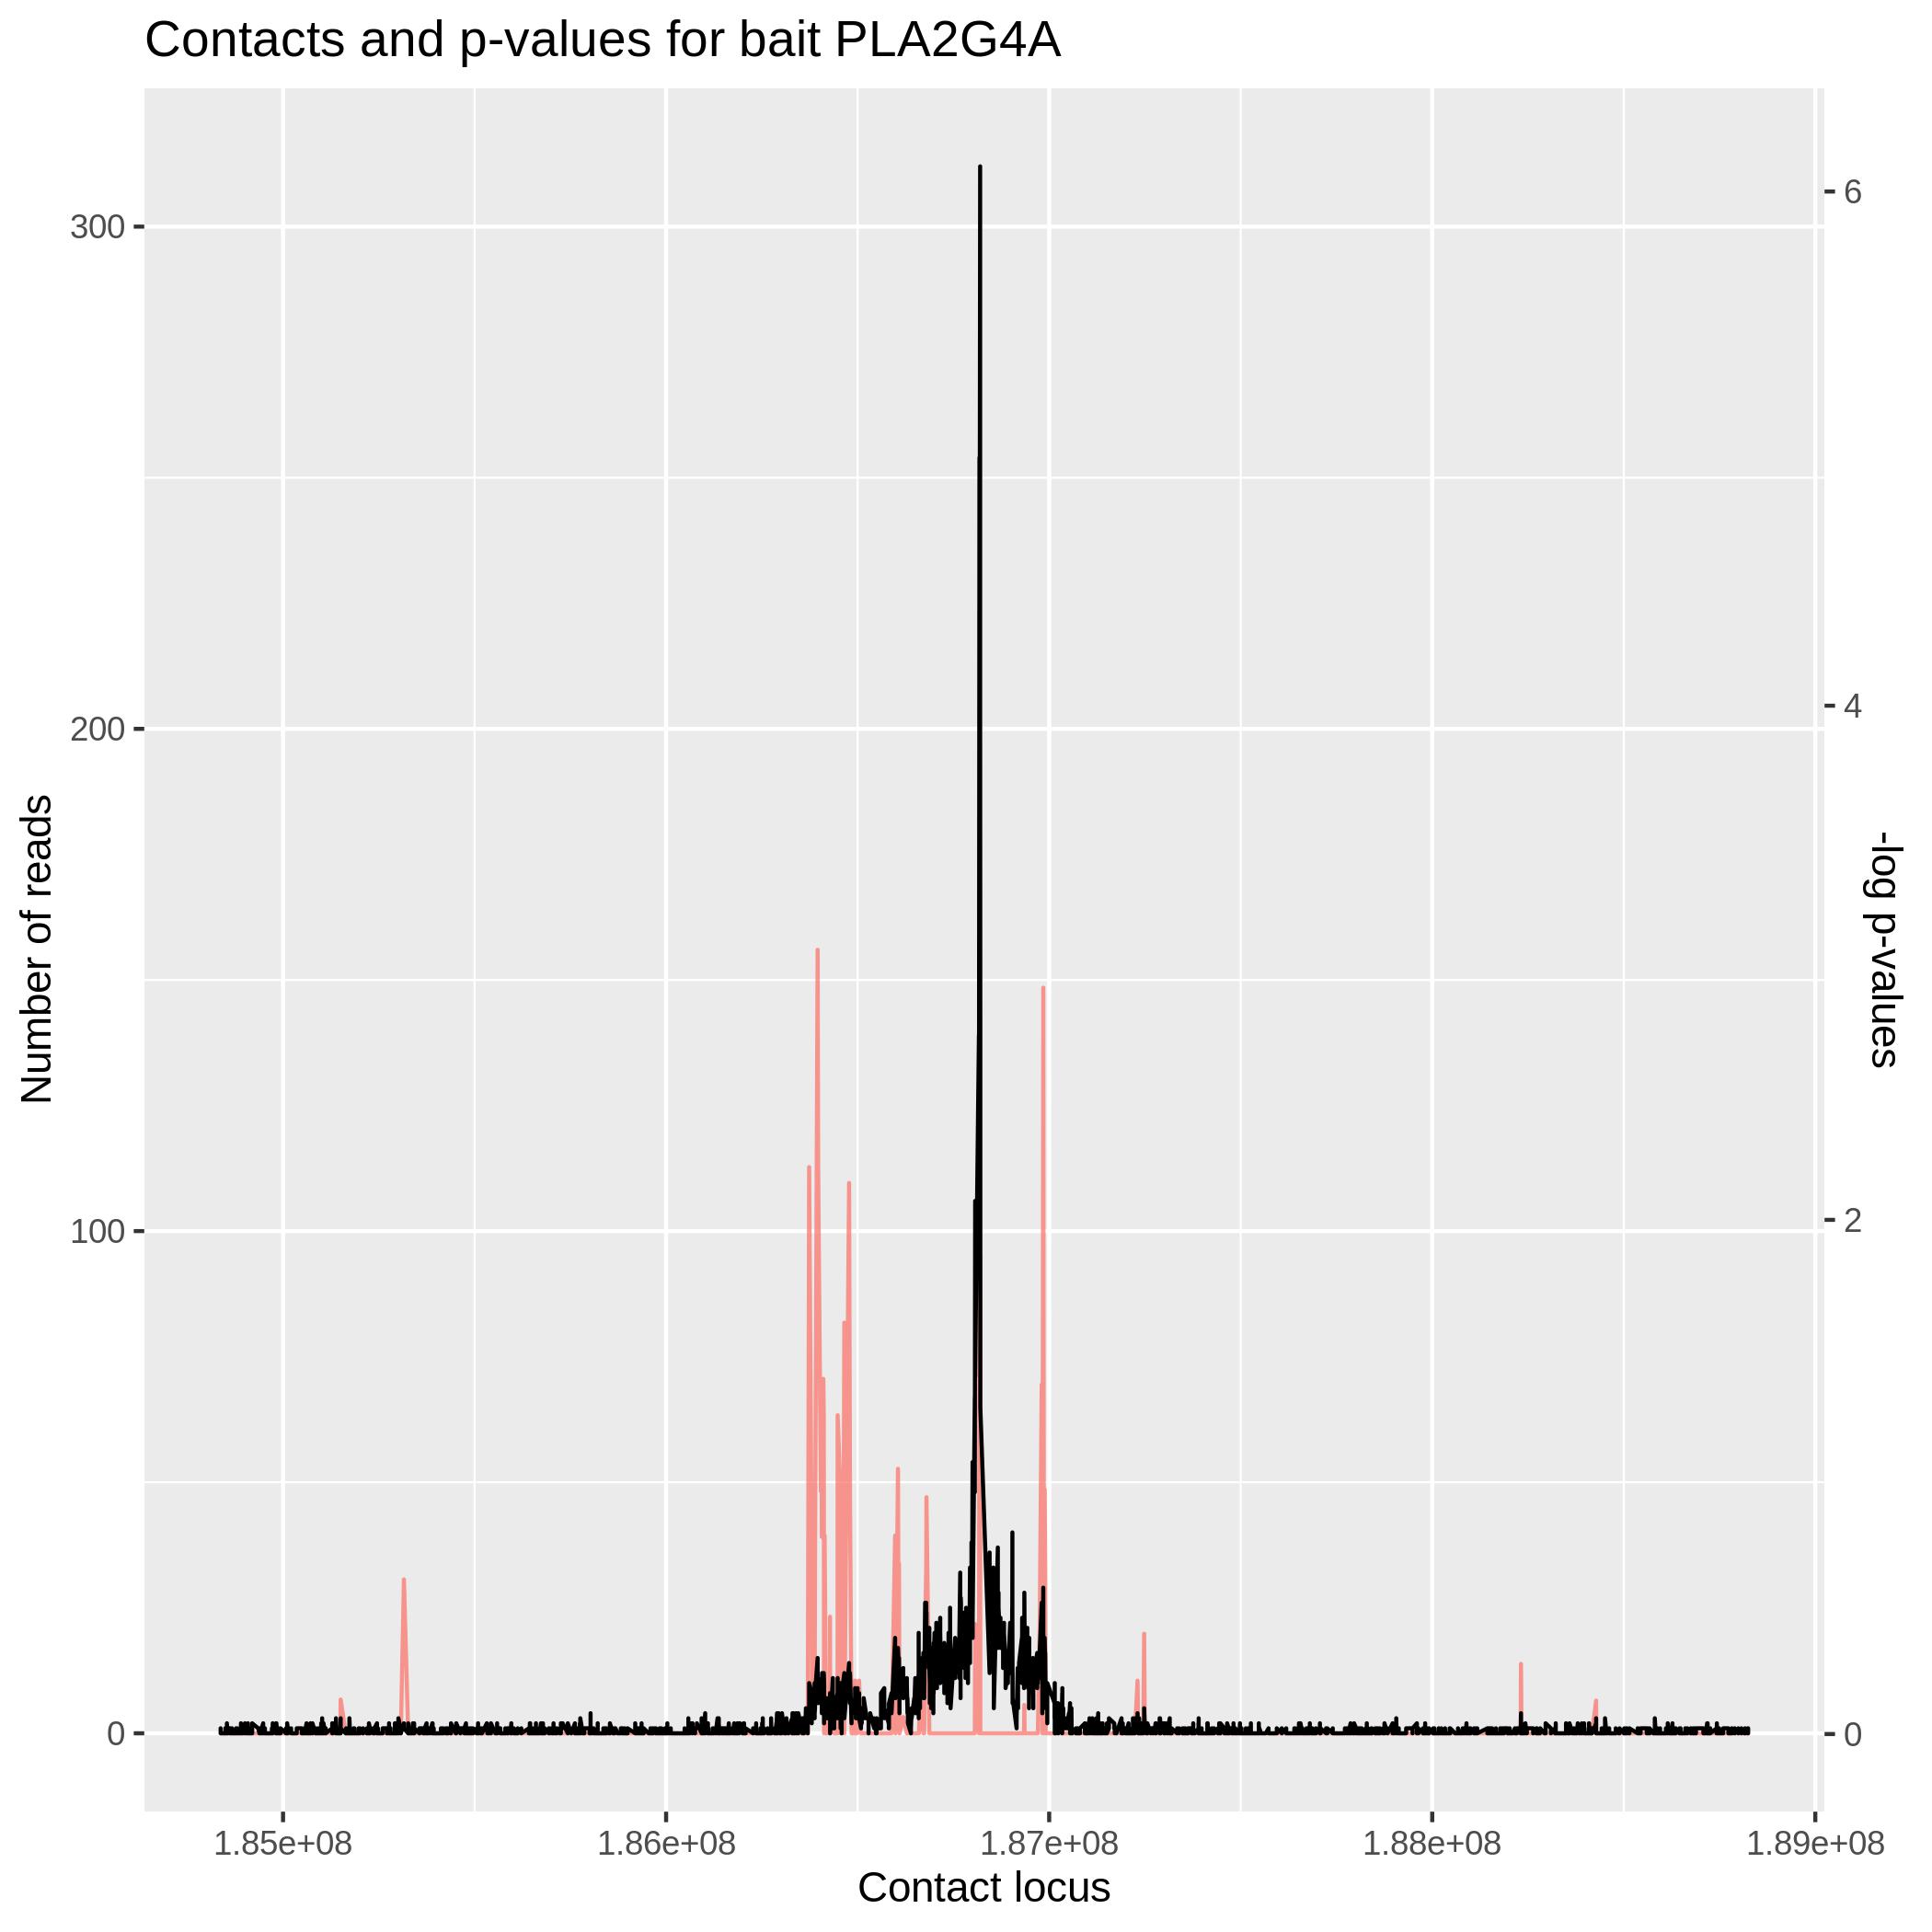 Contacts and p-values for bait PLA2G4A
300
200
100
0
6
4
2
0
Number of reads
-log p-values
1.85e+08
1.86e+08
1.87e+08
1.88e+08
1.89e+08
Contact locus